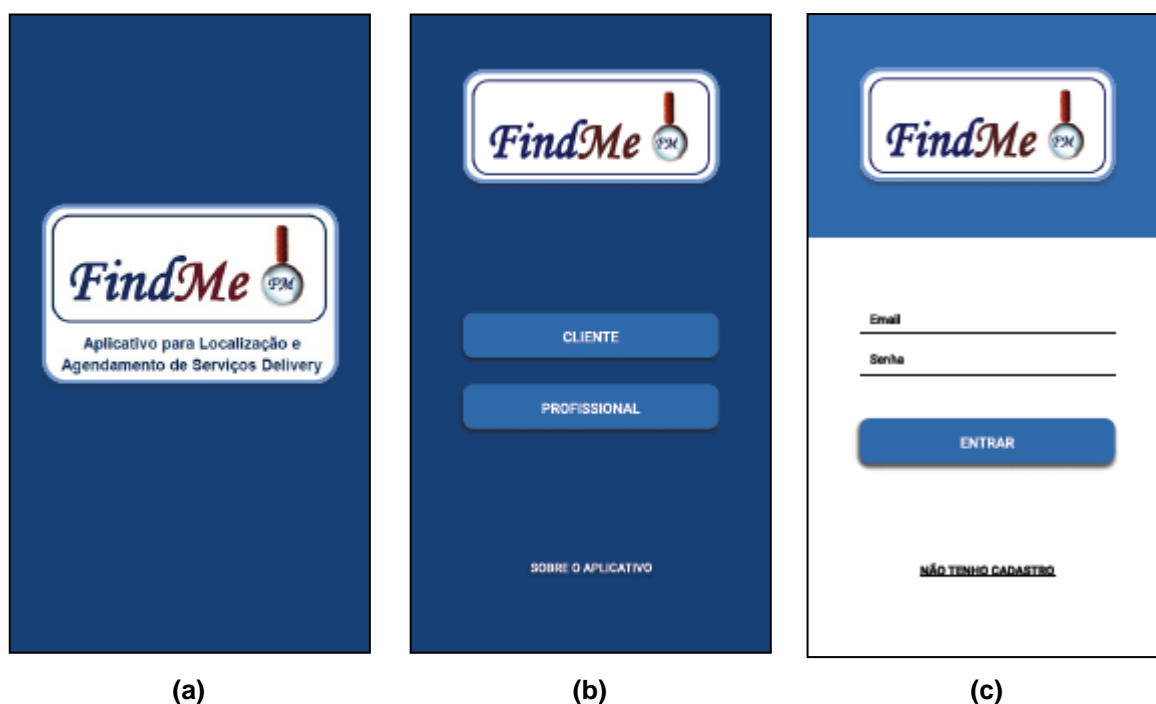 FindMe PM
Aplicativo para Localização e
Agendamento de Serviços Delivery
(a)
FindMe PM
CLIENTE
PROFISSIONAL
SOBRE O APLICATIVO
(b)
FindMe PM
Email
Senha
ENTRAR
NÃO TENHO CADASTRO
(c)